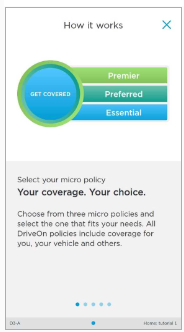 How it works
Premier
GET COVERED
Preferred
Essential
Select your micro policy
Your coverage. Your choice.
Choose from three micro policies and
select the one that fits your needs. All
DriveOn policies include coverage for
you, your vehicle and others.
Home tutorial 1